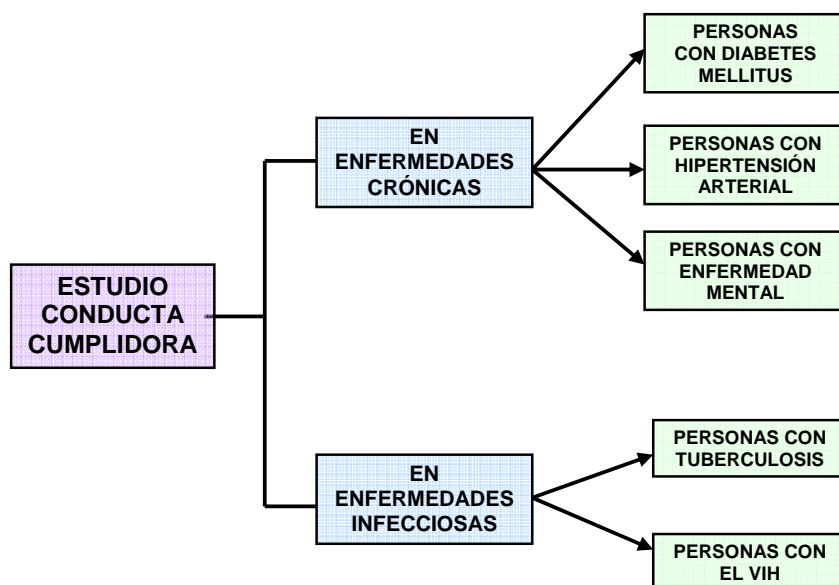 ESTUDIO
CONDUCTA
CUMPLIDORA
EN
ENFERMEDADES
CRÓNICAS
PERSONAS
CON DIABETES
MELLITUS
PERSONAS CON
HIPERTENSIÓN
ARTERIAL
PERSONAS CON
ENFERMEDAD
MENTAL
EN
ENFERMEDADES
INFECCIOSAS
PERSONAS CON
TUBERCULOSIS
PERSONAS CON
EL VIH